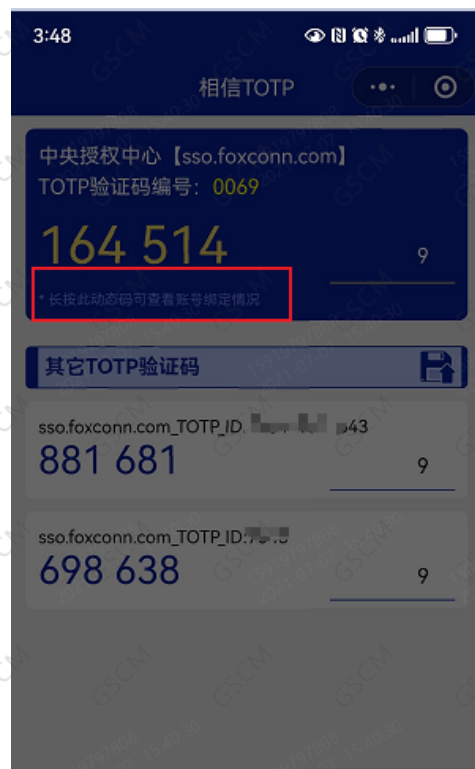 3:48
相信TOTP
中央授权中心【sso.foxconn.com】
TOTP验证码编号：0069
164 514
9
* 长按此动态码可查看账号绑定情况
其它TOTP验证码
sso.foxconn.com_TOTP_ID:
881 681
9
sso.foxconn.com_TOTP_ID:
698 638
9
GSCM